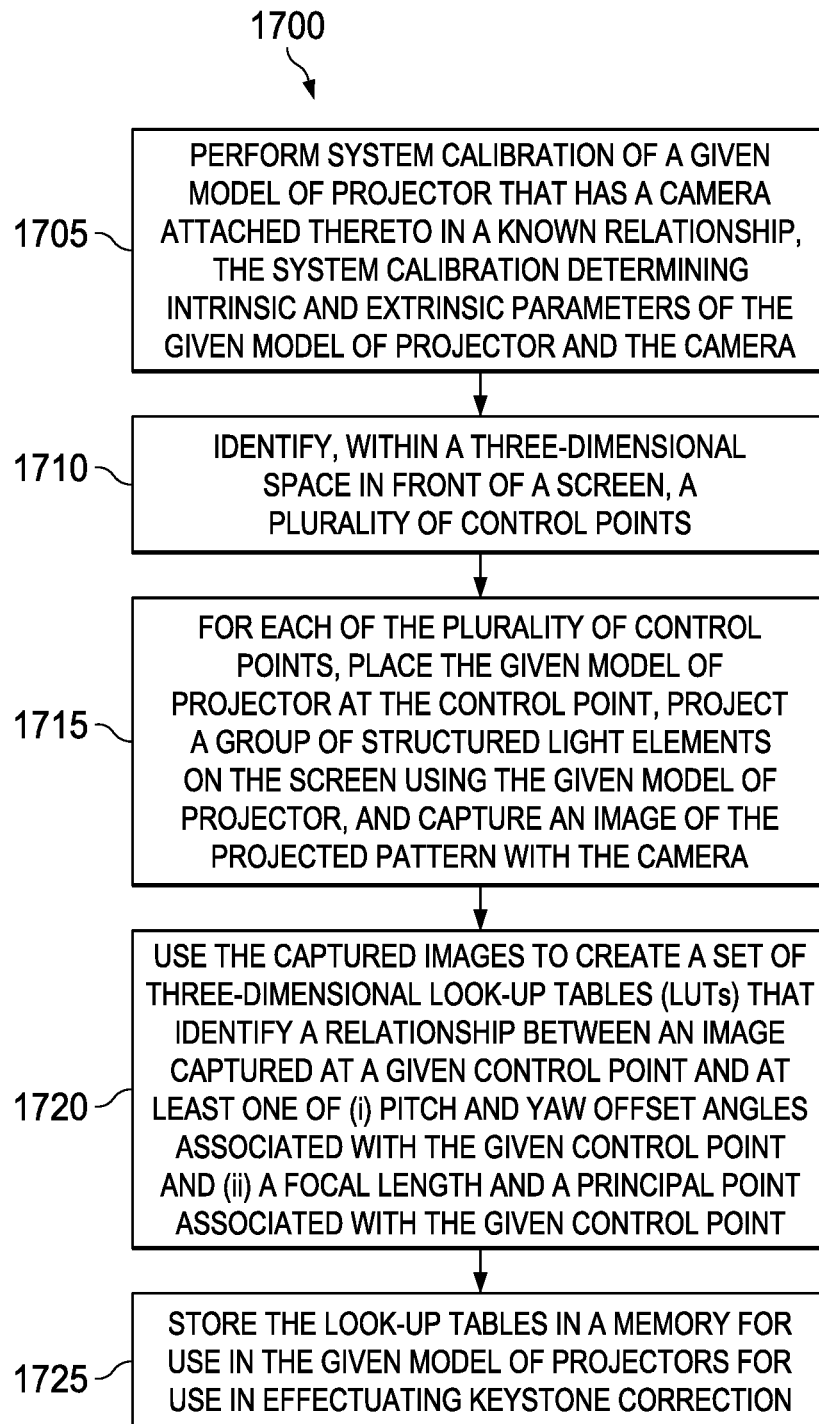 1700
1705
PERFORM SYSTEM CALIBRATION OF A GIVEN
MODEL OF PROJECTOR THAT HAS A CAMERA
ATTACHED THERETO IN A KNOWN RELATIONSHIP,
THE SYSTEM CALIBRATION DETERMINING
INTRINSIC AND EXTRINSIC PARAMETERS OF THE
GIVEN MODEL OF PROJECTOR AND THE CAMERA
1710
IDENTIFY, WITHIN A THREE-DIMENSIONAL
SPACE IN FRONT OF A SCREEN, A
PLURALITY OF CONTROL POINTS
1715
FOR EACH OF THE PLURALITY OF CONTROL
POINTS, PLACE THE GIVEN MODEL OF
PROJECTOR AT THE CONTROL POINT, PROJECT
A GROUP OF STRUCTURED LIGHT ELEMENTS
ON THE SCREEN USING THE GIVEN MODEL OF
PROJECTOR, AND CAPTURE AN IMAGE OF THE
PROJECTED PATTERN WITH THE CAMERA
1720
USE THE CAPTURED IMAGES TO CREATE A SET OF
THREE-DIMENSIONAL LOOK-UP TABLES (LUTs) THAT
IDENTIFY A RELATIONSHIP BETWEEN AN IMAGE
CAPTURED AT A GIVEN CONTROL POINT AND AT
LEAST ONE OF (i) PITCH AND YAW OFFSET ANGLES
ASSOCIATED WITH THE GIVEN CONTROL POINT
AND (ii) A FOCAL LENGTH AND A PRINCIPAL POINT
ASSOCIATED WITH THE GIVEN CONTROL POINT
1725
STORE THE LOOK-UP TABLES IN A MEMORY FOR
USE IN THE GIVEN MODEL OF PROJECTORS FOR
USE IN EFFECTUATING KEYSTONE CORRECTION